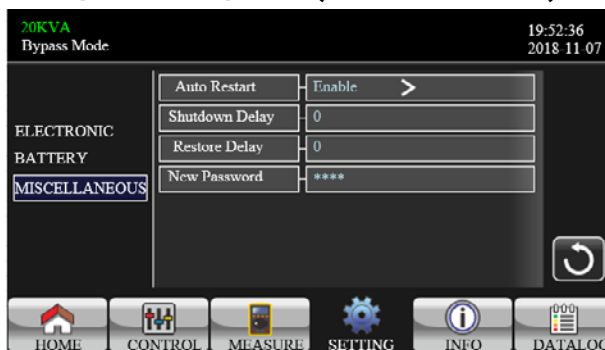 20KVA
Bypass Mode
19:52:36
2018-11-07
ELECTRONIC
BATTERY
MISCELLANEOUS
Auto Restart Enable >
Shutdown Delay 0
Restore Delay 0
New Password ****
HOME CONTROL MEASURE SETTING INFO DATALOG